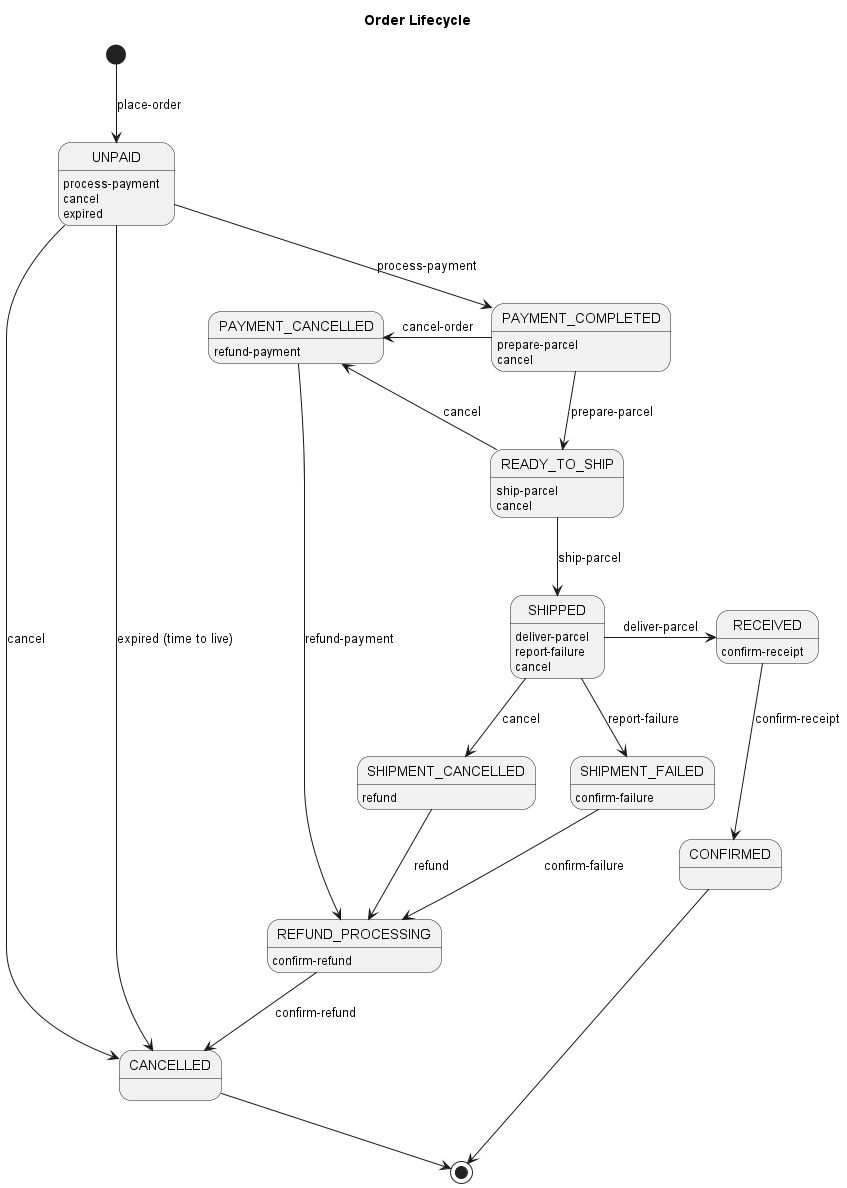 Order Lifecycle
place-order
UNPAID
process-payment
cancel
expired
process-payment
PAYMENT_CANCELLED
refund-payment
cancel-order
PAYMENT_COMPLETED
prepare-parcel
cancel
cancel
prepare-parcel
READY_TO_SHIP
ship-parcel
cancel
ship-parcel
SHIPPED
deliver-parcel
report-failure
cancel
deliver-parcel
RECEIVED
confirm-receipt
cancel
expired (time to live)
refund-payment
cancel
report-failure
confirm-receipt
SHIPMENT_CANCELLED
refund
SHIPMENT_FAILED
confirm-failure
CONFIRMED
refund
confirm-failure
REFUND_PROCESSING
confirm-refund
confirm-refund
CANCELLED